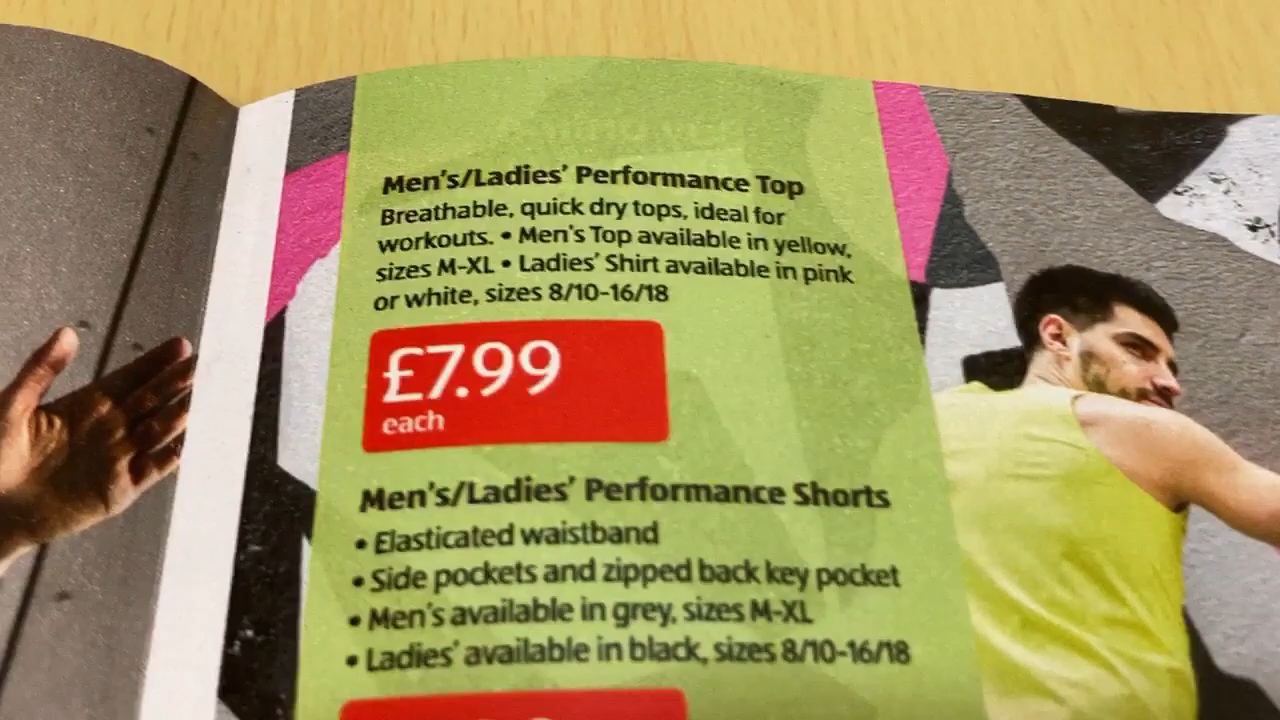 Men's/Ladies' Performance Top
Breathable, quick dry tops, ideal for
workouts. • Men's Top available in yellow,
sizes M-XL • Ladies' Shirt available in pink
or white, sizes 8/10-16/18
£7.99
each
Men's/Ladies' Performance Shorts
• Elasticated waistband
• Side pockets and zipped back key pocket
• Men's available in grey, sizes M-XL
• Ladies' available in black, sizes 8/10-16/18